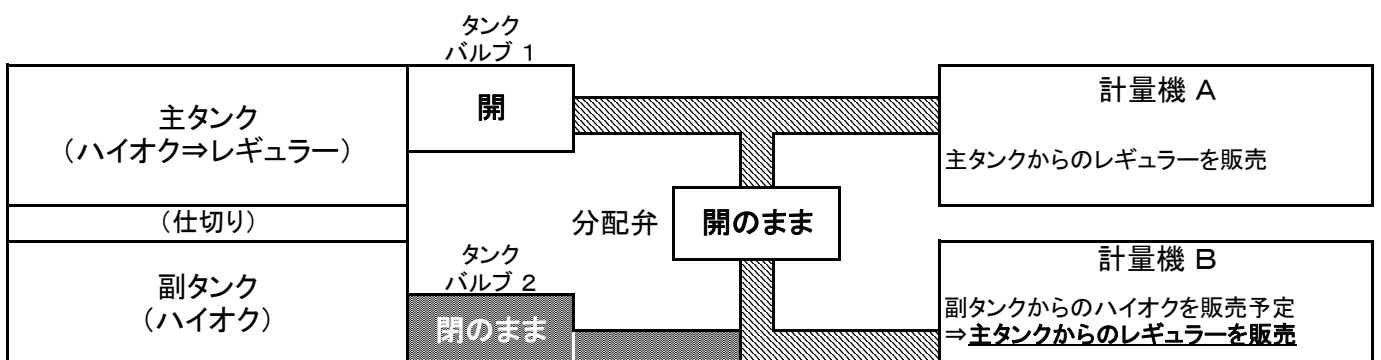 タンク
バルブ 1
主タンク
（ハイオク⇒レギュラー）
開
計量機 A
主タンクからのレギュラーを販売
（仕切り）
分配弁
開のまま
タンク
バルブ 2
副タンク
（ハイオク）
閉のまま
計量機 B
副タンクからのハイオクを販売予定
⇒主タンクからのレギュラーを販売